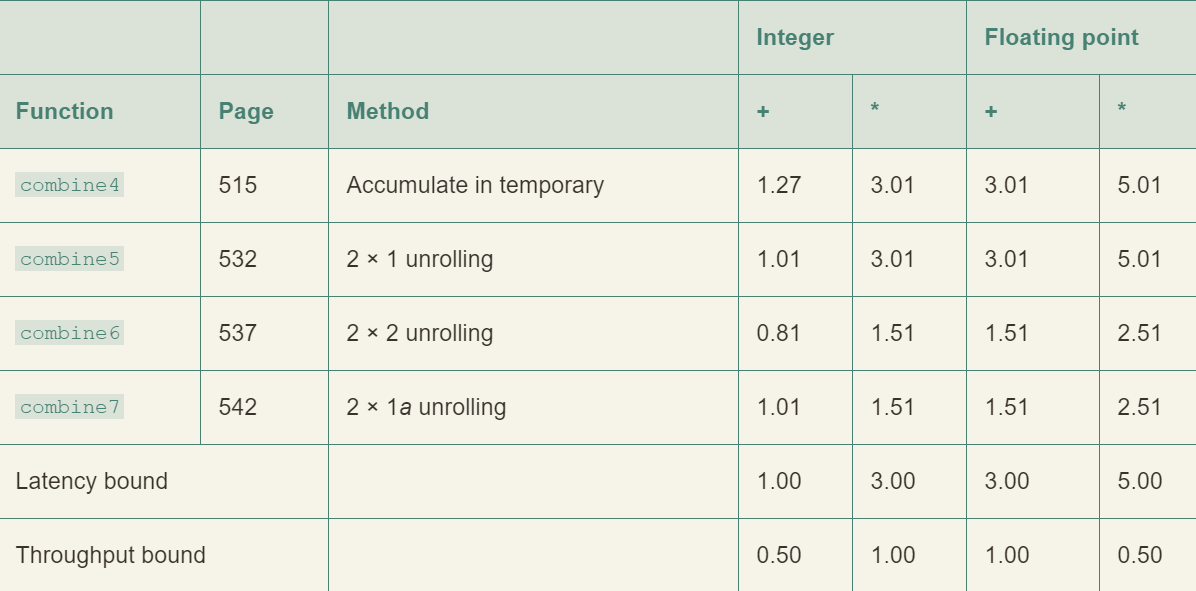 Integer Floating point
Function Page Method + * + *
combine4 515 Accumulate in temporary 1.27 3.01 3.01 5.01
combine5 532 2 × 1 unrolling 1.01 3.01 3.01 5.01
combine6 537 2 × 2 unrolling 0.81 1.51 1.51 2.51
combine7 542 2 × 1a unrolling 1.01 1.51 1.51 2.51
Latency bound 1.00 3.00 3.00 5.00
Throughput bound 0.50 1.00 1.00 0.50